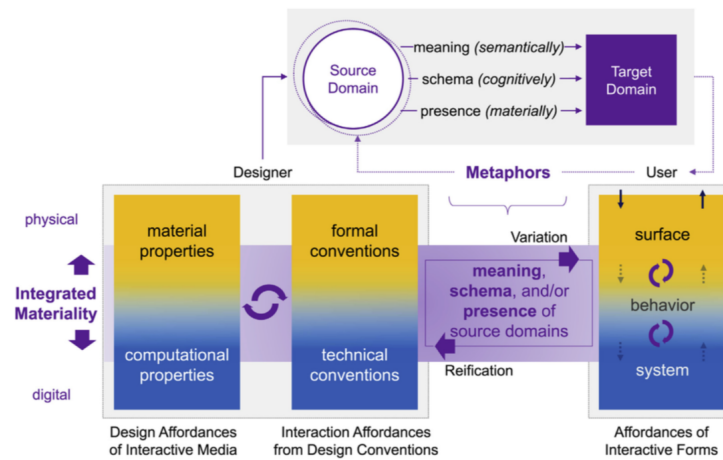 meaning (semantically)
Source
Domain
schema (cognitively)
Target
Domain
presence (materially)
Designer
Metaphors
User
physical
material
properties
formal
conventions
Variation
surface
Integrated
Materiality
meaning,
schema, and/or
presence of
source domains
behavior
computational
properties
technical
conventions
Reification
system
digital
Design Affordances
of Interactive Media
Interaction Affordances
from Design Conventions
Affordances of
Interactive Forms